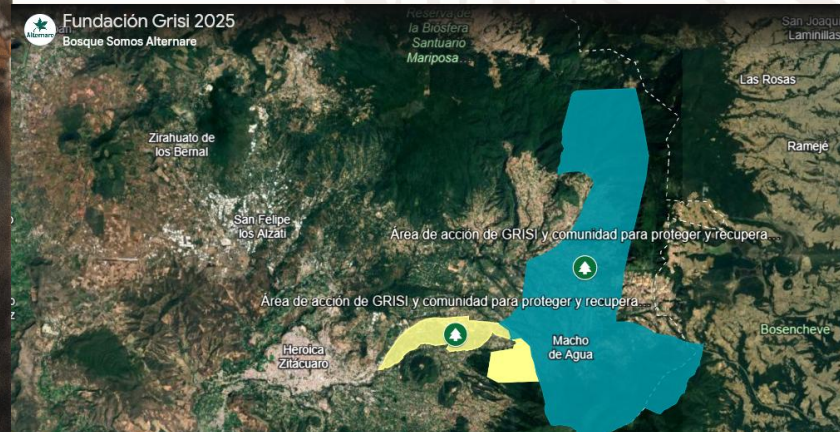 Fundación Grisi 2025
Bosque Somos Alternare
Alternare
Reserva de
la Biosfera
Santuario
Mariposa...
San Joaquí
Laminillas
Las Rosas
Ramejé
Zirahuato de
los Bernal
San Felipe
los Alzati
Área de acción de GRISI y comunidad para proteger y recupera...
Área de acción de GRISI y comunidad para proteger y recupera...
Bosencheve
Macho
de Agua
Heroica
Zitácuaro